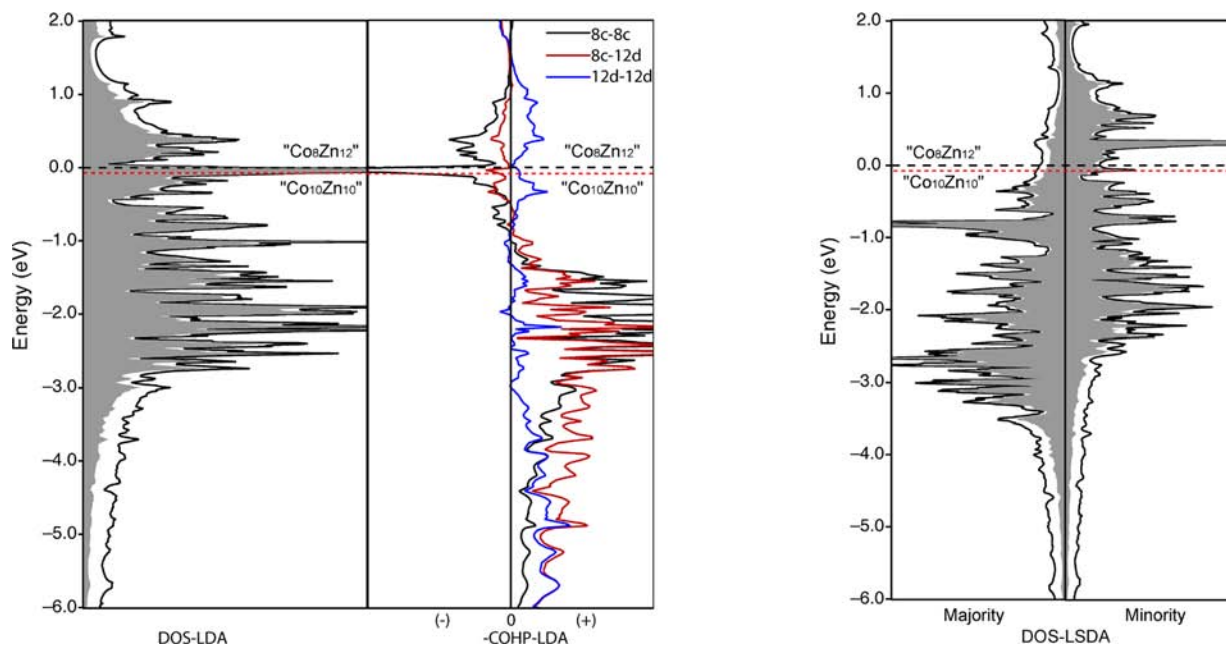 2.0
1.0
0.0
−1.0
−2.0
−3.0
−4.0
−5.0
−6.0
Energy (eV)
"Co₈Zn₁₂"
"Co₁₀Zn₁₀"
DOS-LDA
8c-8c
8c-12d
12d-12d
"Co₈Zn₁₂"
"Co₁₀Zn₁₀"
(-) 0 (+)
-COHP-LDA
2.0
1.0
0.0
−1.0
−2.0
−3.0
−4.0
−5.0
−6.0
Energy (eV)
"Co₈Zn₁₂"
"Co₁₀Zn₁₀"
Majority Minority
DOS-LSDA